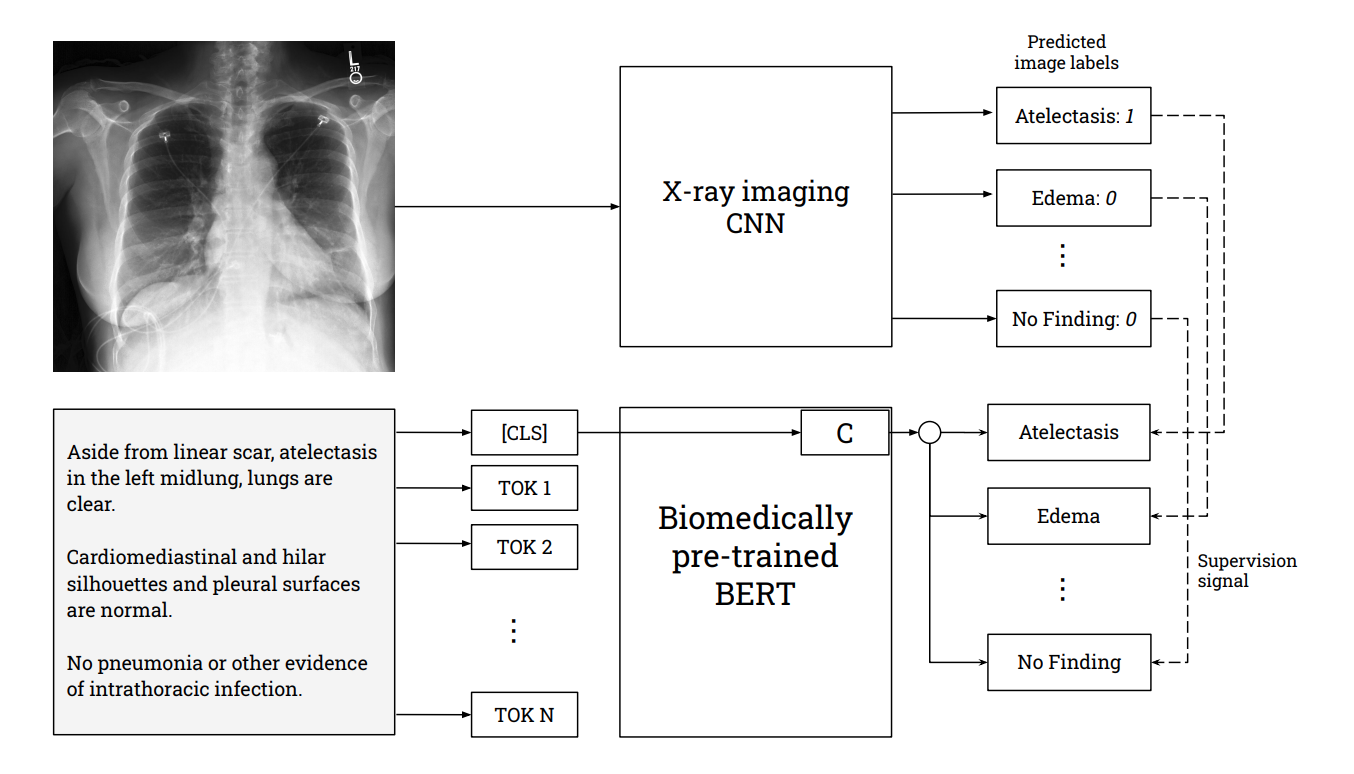 L
217
Predicted
image labels
X-ray imaging
CNN
Atelectasis: 1
Edema: 0
⋮
No Finding: 0
Aside from linear scar, atelectasis
in the left midlung, lungs are
clear.
Cardiomediastinal and hilar
silhouettes and pleural surfaces
are normal.
No pneumonia or other evidence
of intrathoracic infection.
[CLS]
TOK 1
TOK 2
⋮
TOK N
C
Biomedically
pre-trained
BERT
Atelectasis
Edema
⋮
No Finding
Supervision
signal